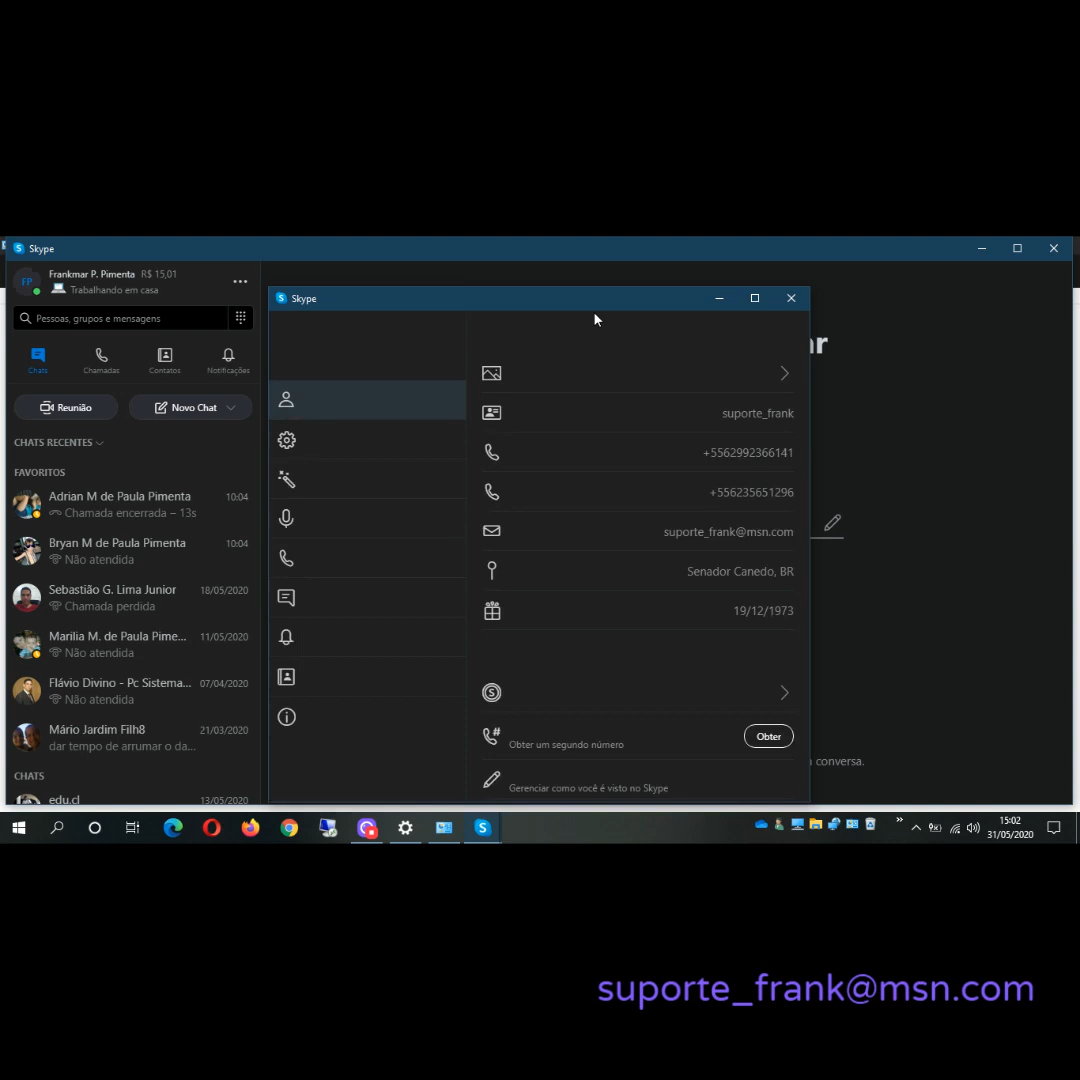 Skype
Frankmar P. Pimenta R$ 15,01
Trabalhando em casa
Pessoas, grupos e mensagens
Chats Chamadas Contatos Notificações
Reunião Novo Chat
CHATS RECENTES
FAVORITOS
Adrian M de Paula Pimenta 10:04
Chamada encerrada – 13s
Bryan M de Paula Pimenta 10:04
Não atendida
Sebastião G. Lima Junior 18/05/2020
Chamada perdida
Marilia M. de Paula Pime... 11/05/2020
Não atendida
Flávio Divino - Pc Sistema... 07/04/2020
Não atendida
Mário Jardim Filh8 21/03/2020
dar tempo de arrumar o da...
CHATS
edu.cl 13/05/2020
Skype
suporte_frank
+5562992366141
+556235651296
suporte_frank@msn.com
Senador Canedo, BR
19/12/1973
Obter um segundo número
Obter
Gerenciar como você é visto no Skype
conversa.
15:02
31/05/2020
suporte_frank@msn.com